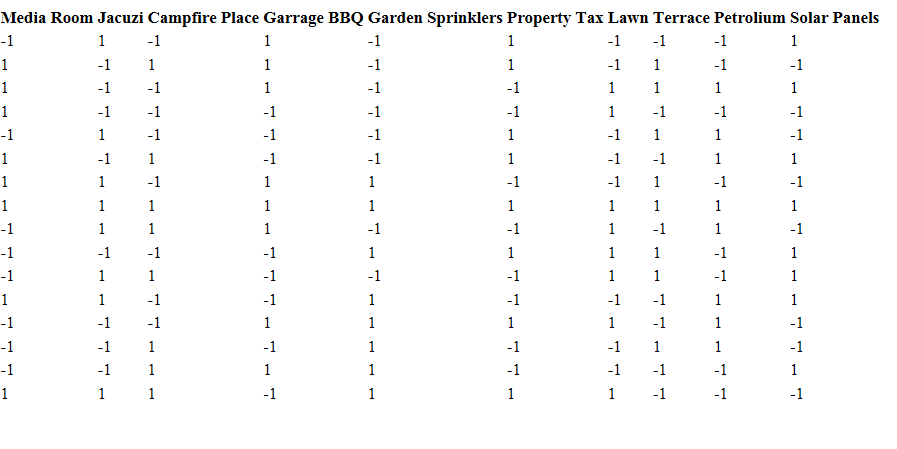 Media Room Jacuzi Campfire Place Garrage BBQ Garden Sprinklers Property Tax Lawn Terrace Petrolium Solar Panels
-1 1 -1 1 -1 1 -1 -1 -1 1
1 -1 1 1 -1 1 -1 1 -1 -1
1 -1 -1 1 -1 -1 1 1 1 1
1 -1 -1 -1 -1 -1 1 -1 -1 -1
-1 1 -1 -1 -1 1 -1 1 1 -1
1 -1 1 -1 -1 1 -1 -1 1 1
1 1 -1 1 1 -1 -1 1 -1 -1
1 1 1 1 1 1 1 1 1 1
-1 1 1 1 -1 -1 1 -1 1 -1
-1 -1 -1 -1 1 1 1 1 -1 1
-1 1 1 -1 -1 -1 1 1 -1 1
1 1 -1 -1 1 -1 -1 -1 1 1
-1 -1 -1 1 1 1 1 -1 1 -1
-1 -1 1 -1 1 -1 -1 1 1 -1
-1 -1 1 1 1 -1 -1 -1 -1 1
1 1 1 -1 1 1 1 -1 -1 -1